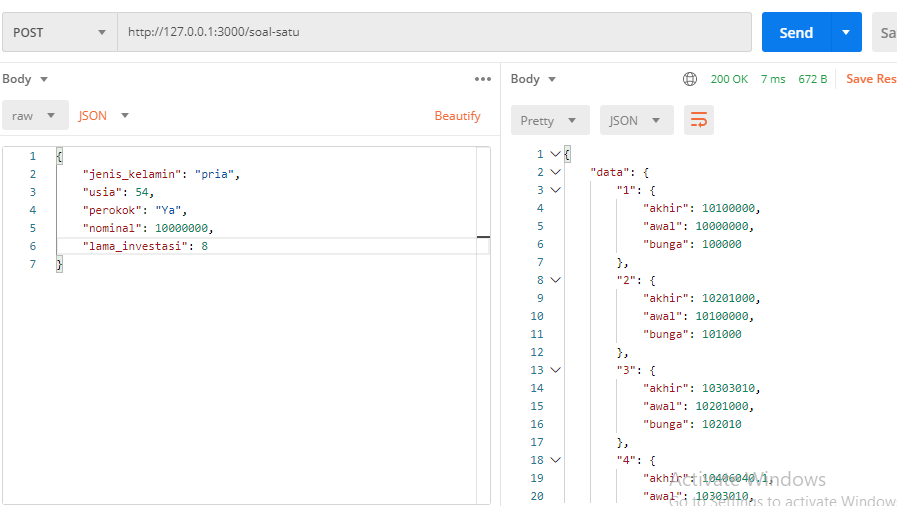 POST http://127.0.0.1:3000/soal-satu Send Sa
Body Body 200 OK 7 ms 672 B Save Res
raw JSON Beautify Pretty JSON
1 {
2 "jenis_kelamin": "pria",
3 "usia": 54,
4 "perokok": "Ya",
5 "nominal": 10000000,
6 "lama_investasi": 8
7 }
1 {
2 "data": {
3 "1": {
4 "akhir": 10100000,
5 "awal": 10000000,
6 "bunga": 100000
7 },
8 "2": {
9 "akhir": 10201000,
10 "awal": 10100000,
11 "bunga": 101000
12 },
13 "3": {
14 "akhir": 10303010,
15 "awal": 10201000,
16 "bunga": 102010
17 },
18 "4": {
19 "akhir": 10406040.1,
20 "awal": 10303010,
Activate Windows
Go to Settings to activate Window